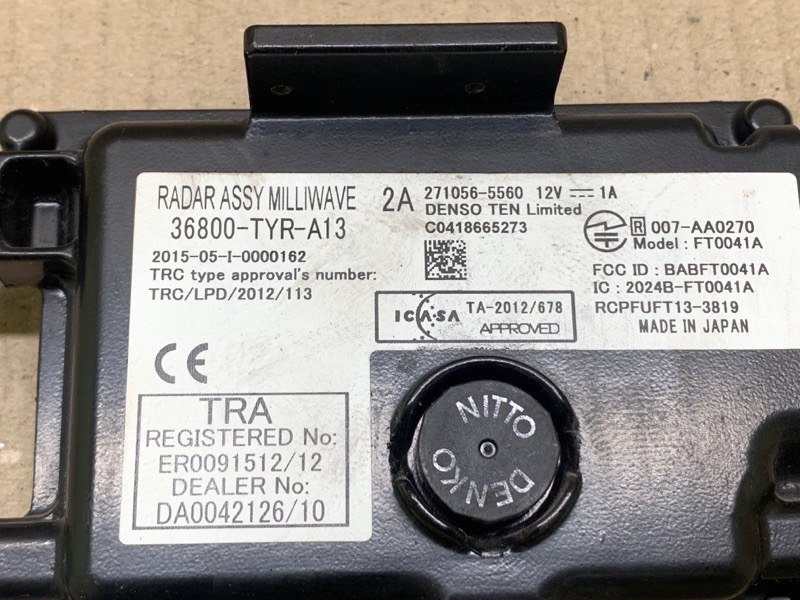 RADAR ASSY MILLIWAVE
36800-TYR-A13
2015-05-I-0000162
TRC type approval's number:
TRC/LPD/2012/113
CE
TRA
REGISTERED No:
ER0091512/12
DEALER No:
DA0042126/10
2A 271056-5560 12V 1A
DENSO TEN Limited
C0418665273
ICASA TA-2012/678
APPROVED
R 007-AA0270
Model: FT0041A
FCC ID : BABFT0041A
IC : 2024B-FT0041A
RCPFUFT13-3819
MADE IN JAPAN
NITTO
DENKO